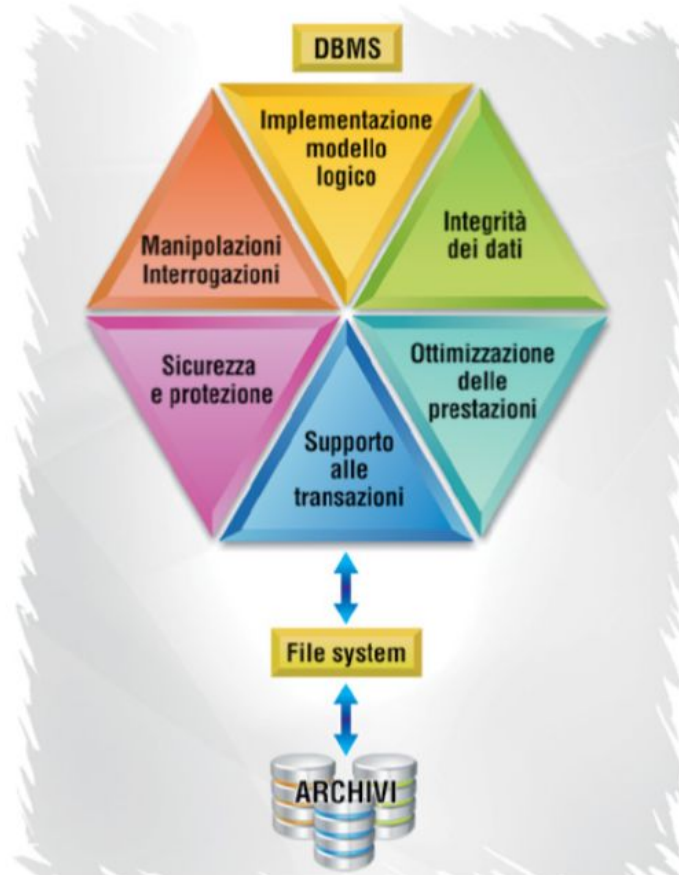 DBMS
Implementazione
modello
logico
Manipolazioni
Interrogazioni
Integrità
dei dati
Sicurezza
e protezione
Ottimizzazione
delle
prestazioni
Supporto
alle
transazioni
File system
ARCHIVI